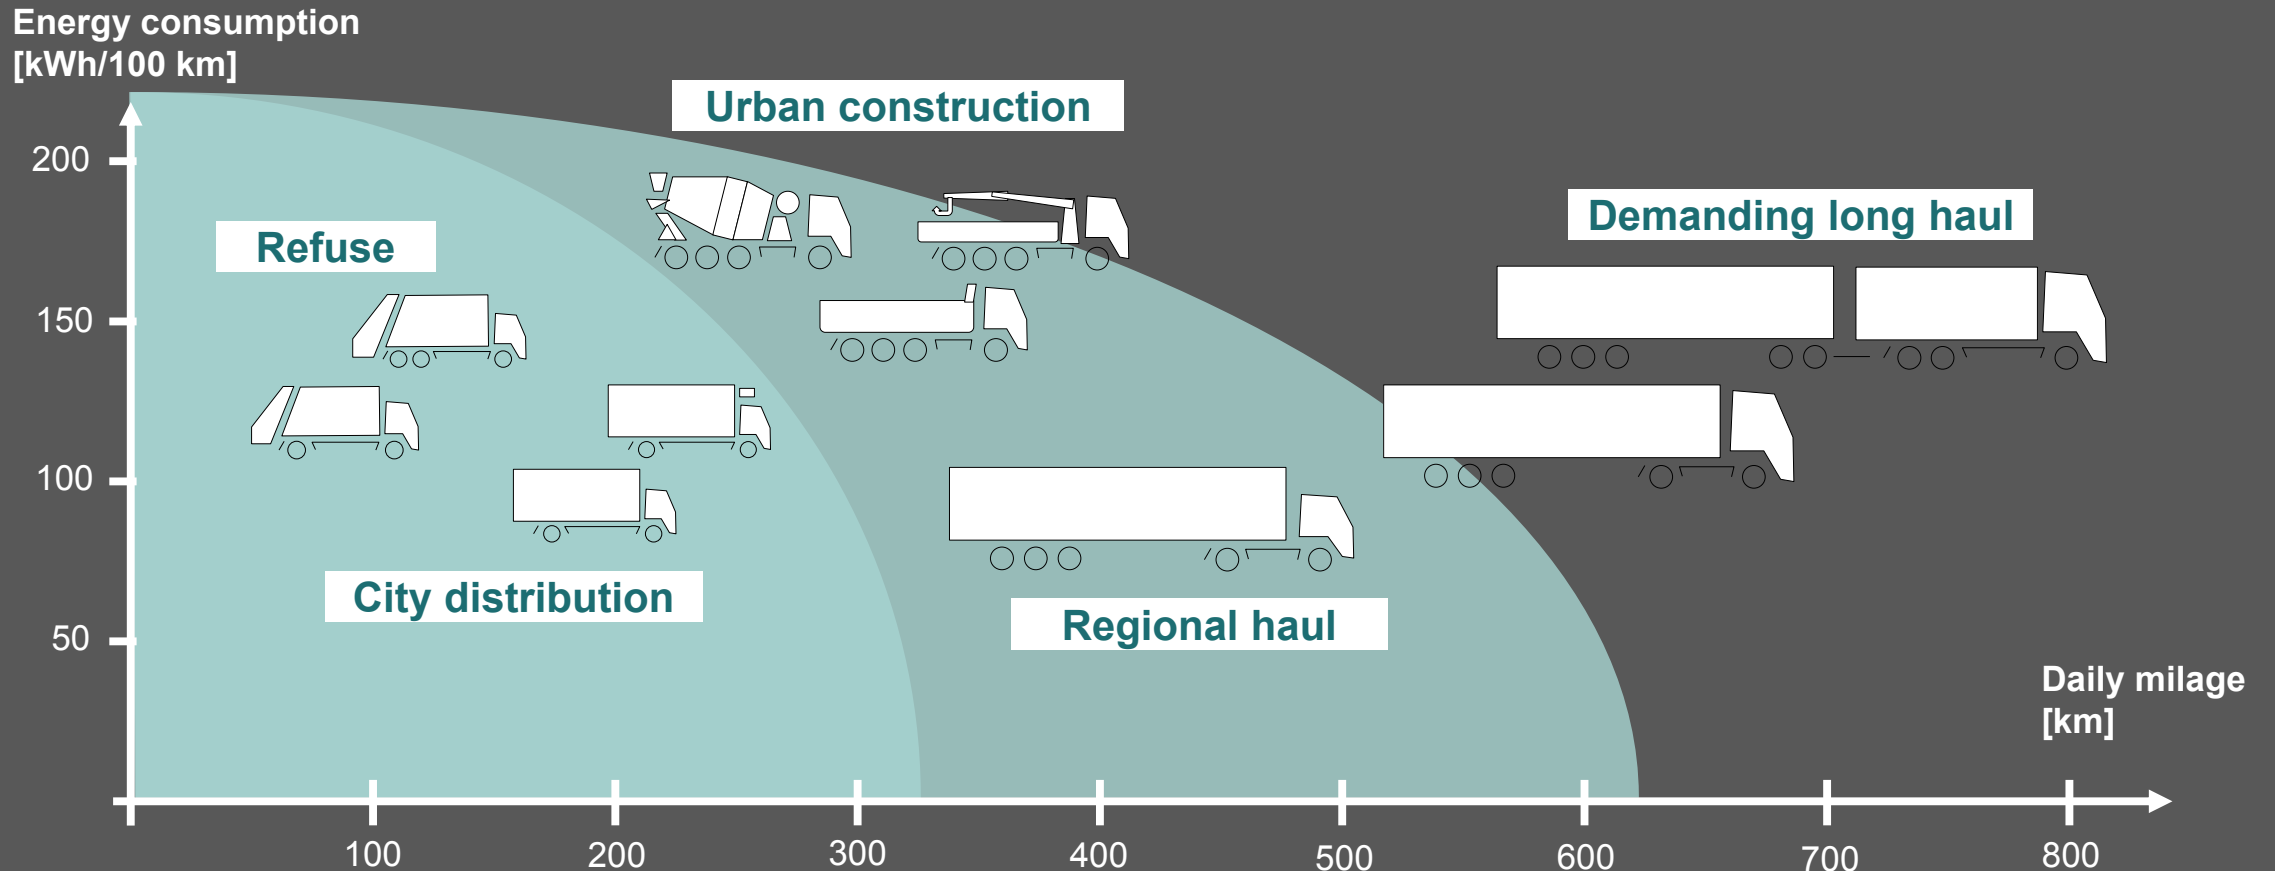 Energy consumption
[kWh/100 km]
Urban construction
200
Demanding long haul
Refuse
150
100
City distribution
Regional haul
50
Daily milage
[km]
100 200 300 400 500 600 700 800